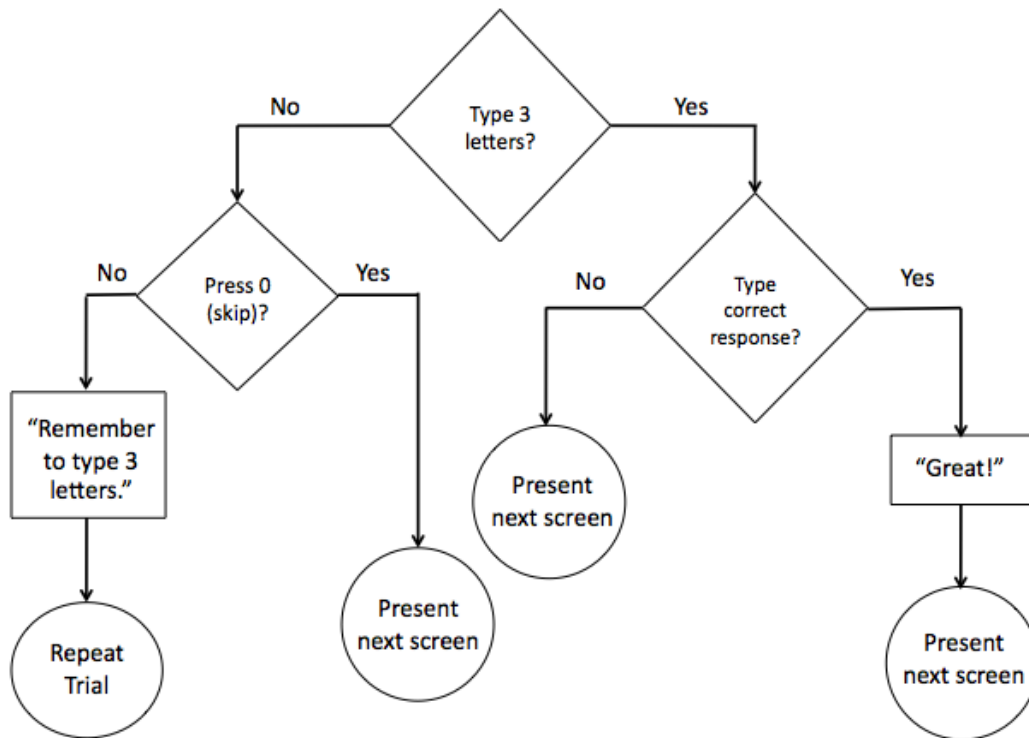 No
Yes
Type 3
letters?
No
Press 0
(skip)?
Yes
No
Type
correct
response?
Yes
“Remember
to type 3
letters.”
“Great!”
Present
next screen
Present
next screen
Repeat
Trial
Present
next screen